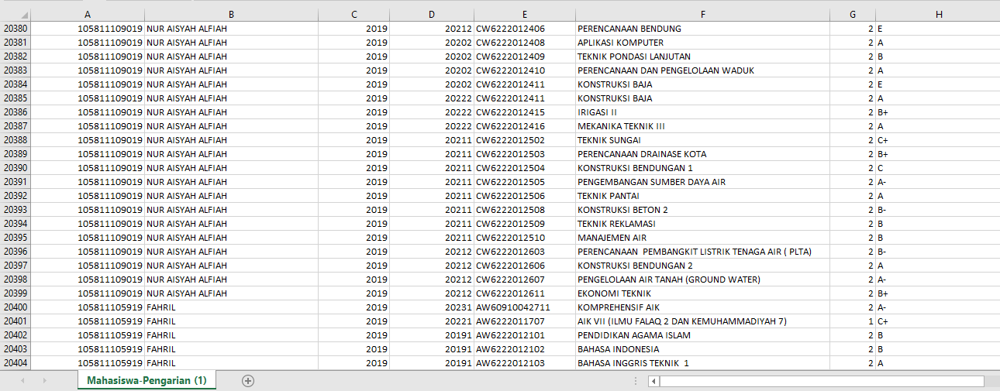 A B C D E F G H
20380 105811109019 NUR AISYAH ALFIAH 2019 20212 CW6222012406 PERENCANAAN BENDUNG 2 E
20381 105811109019 NUR AISYAH ALFIAH 2019 20202 CW6222012408 APLIKASI KOMPUTER 2 A
20382 105811109019 NUR AISYAH ALFIAH 2019 20202 CW6222012409 TEKNIK PONDASI LANJUTAN 2 B
20383 105811109019 NUR AISYAH ALFIAH 2019 20202 CW6222012410 PERENCANAAN DAN PENGELOLAAN WADUK 2 A
20384 105811109019 NUR AISYAH ALFIAH 2019 20202 CW6222012411 KONSTRUKSI BAJA 2 E
20385 105811109019 NUR AISYAH ALFIAH 2019 20222 CW6222012411 KONSTRUKSI BAJA 2 A
20386 105811109019 NUR AISYAH ALFIAH 2019 20222 CW6222012415 IRIGASI II 2 B+
20387 105811109019 NUR AISYAH ALFIAH 2019 20222 CW6222012416 MEKANIKA TEKNIK III 2 A
20388 105811109019 NUR AISYAH ALFIAH 2019 20211 CW6222012502 TEKNIK SUNGAI 2 C+
20389 105811109019 NUR AISYAH ALFIAH 2019 20211 CW6222012503 PERENCANAAN DRAINASE KOTA 2 B+
20390 105811109019 NUR AISYAH ALFIAH 2019 20211 CW6222012504 KONSTRUKSI BENDUNGAN 1 2 C
20391 105811109019 NUR AISYAH ALFIAH 2019 20211 CW6222012505 PENGEMBANGAN SUMBER DAYA AIR 2 A-
20392 105811109019 NUR AISYAH ALFIAH 2019 20211 CW6222012506 TEKNIK PANTAI 2 A
20393 105811109019 NUR AISYAH ALFIAH 2019 20211 CW6222012508 KONSTRUKSI BETON 2 2 B-
20394 105811109019 NUR AISYAH ALFIAH 2019 20211 CW6222012509 TEKNIK REKLAMASI 2 B
20395 105811109019 NUR AISYAH ALFIAH 2019 20211 CW6222012510 MANAJEMEN AIR 2 B
20396 105811109019 NUR AISYAH ALFIAH 2019 20212 CW6222012603 PERENCANAAN  PEMBANGKIT LISTRIK TENAGA AIR ( PLTA) 2 B-
20397 105811109019 NUR AISYAH ALFIAH 2019 20212 CW6222012606 KONSTRUKSI BENDUNGAN 2 2 A
20398 105811109019 NUR AISYAH ALFIAH 2019 20212 CW6222012607 PENGELOLAAN AIR TANAH (GROUND WATER) 2 A-
20399 105811109019 NUR AISYAH ALFIAH 2019 20212 CW6222012611 EKONOMI TEKNIK 2 B+
20400 105811105919 FAHRIL 2019 20231 AW60910042711 KOMPREHENSIF AIK 2 A-
20401 105811105919 FAHRIL 2019 20221 AW6222011707 AIK VII (ILMU FALAQ 2 DAN KEMUHAMMADIYAH 7) 1 C+
20402 105811105919 FAHRIL 2019 20191 AW6222012101 PENDIDIKAN AGAMA ISLAM 2 B
20403 105811105919 FAHRIL 2019 20191 AW6222012102 BAHASA INDONESIA 2 B
20404 105811105919 FAHRIL 2019 20191 AW6222012103 BAHASA INGGRIS TEKNIK  1 2 A
Mahasiswa-Pengarian (1)